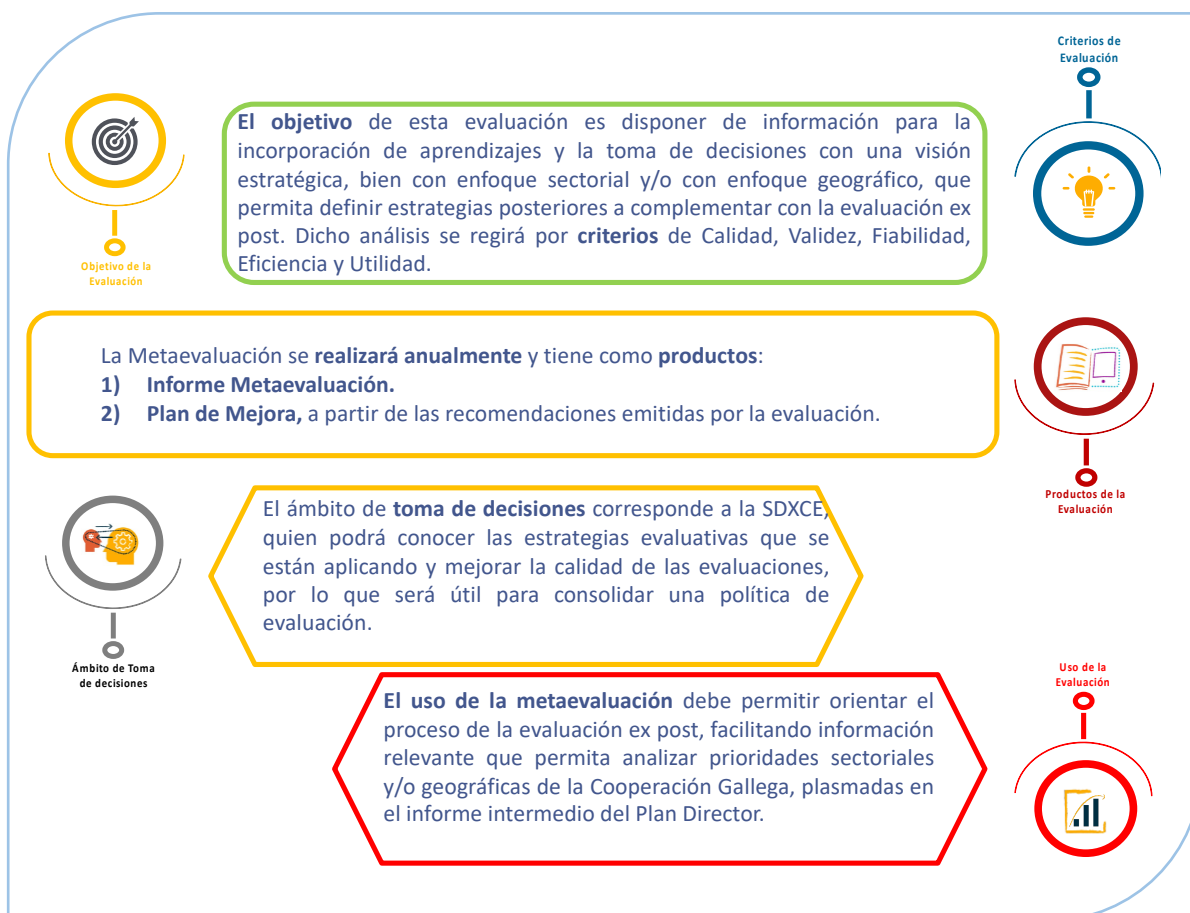 Criterios de
Evaluación
El objetivo de esta evaluación es disponer de información para la
incorporación de aprendizajes y la toma de decisiones con una visión
estratégica, bien con enfoque sectorial y/o con enfoque geográfico, que
permita definir estrategias posteriores a complementar con la evaluación ex
post. Dicho análisis se regirá por criterios de Calidad, Validez, Fiabilidad,
Eficiencia y Utilidad.
Objetivo de la
Evaluación
La Metaevaluación se realizará anualmente y tiene como productos:
1) Informe Metaevaluación.
2) Plan de Mejora, a partir de las recomendaciones emitidas por la evaluación.
Productos de la
Evaluación
El ámbito de toma de decisiones corresponde a la SDXCE,
quien podrá conocer las estrategias evaluativas que se
están aplicando y mejorar la calidad de las evaluaciones,
por lo que será útil para consolidar una política de
evaluación.
Ámbito de Toma
de decisiones
Uso de la
Evaluación
El uso de la metaevaluación debe permitir orientar el
proceso de la evaluación ex post, facilitando información
relevante que permita analizar prioridades sectoriales
y/o geográficas de la Cooperación Gallega, plasmadas en
el informe intermedio del Plan Director.